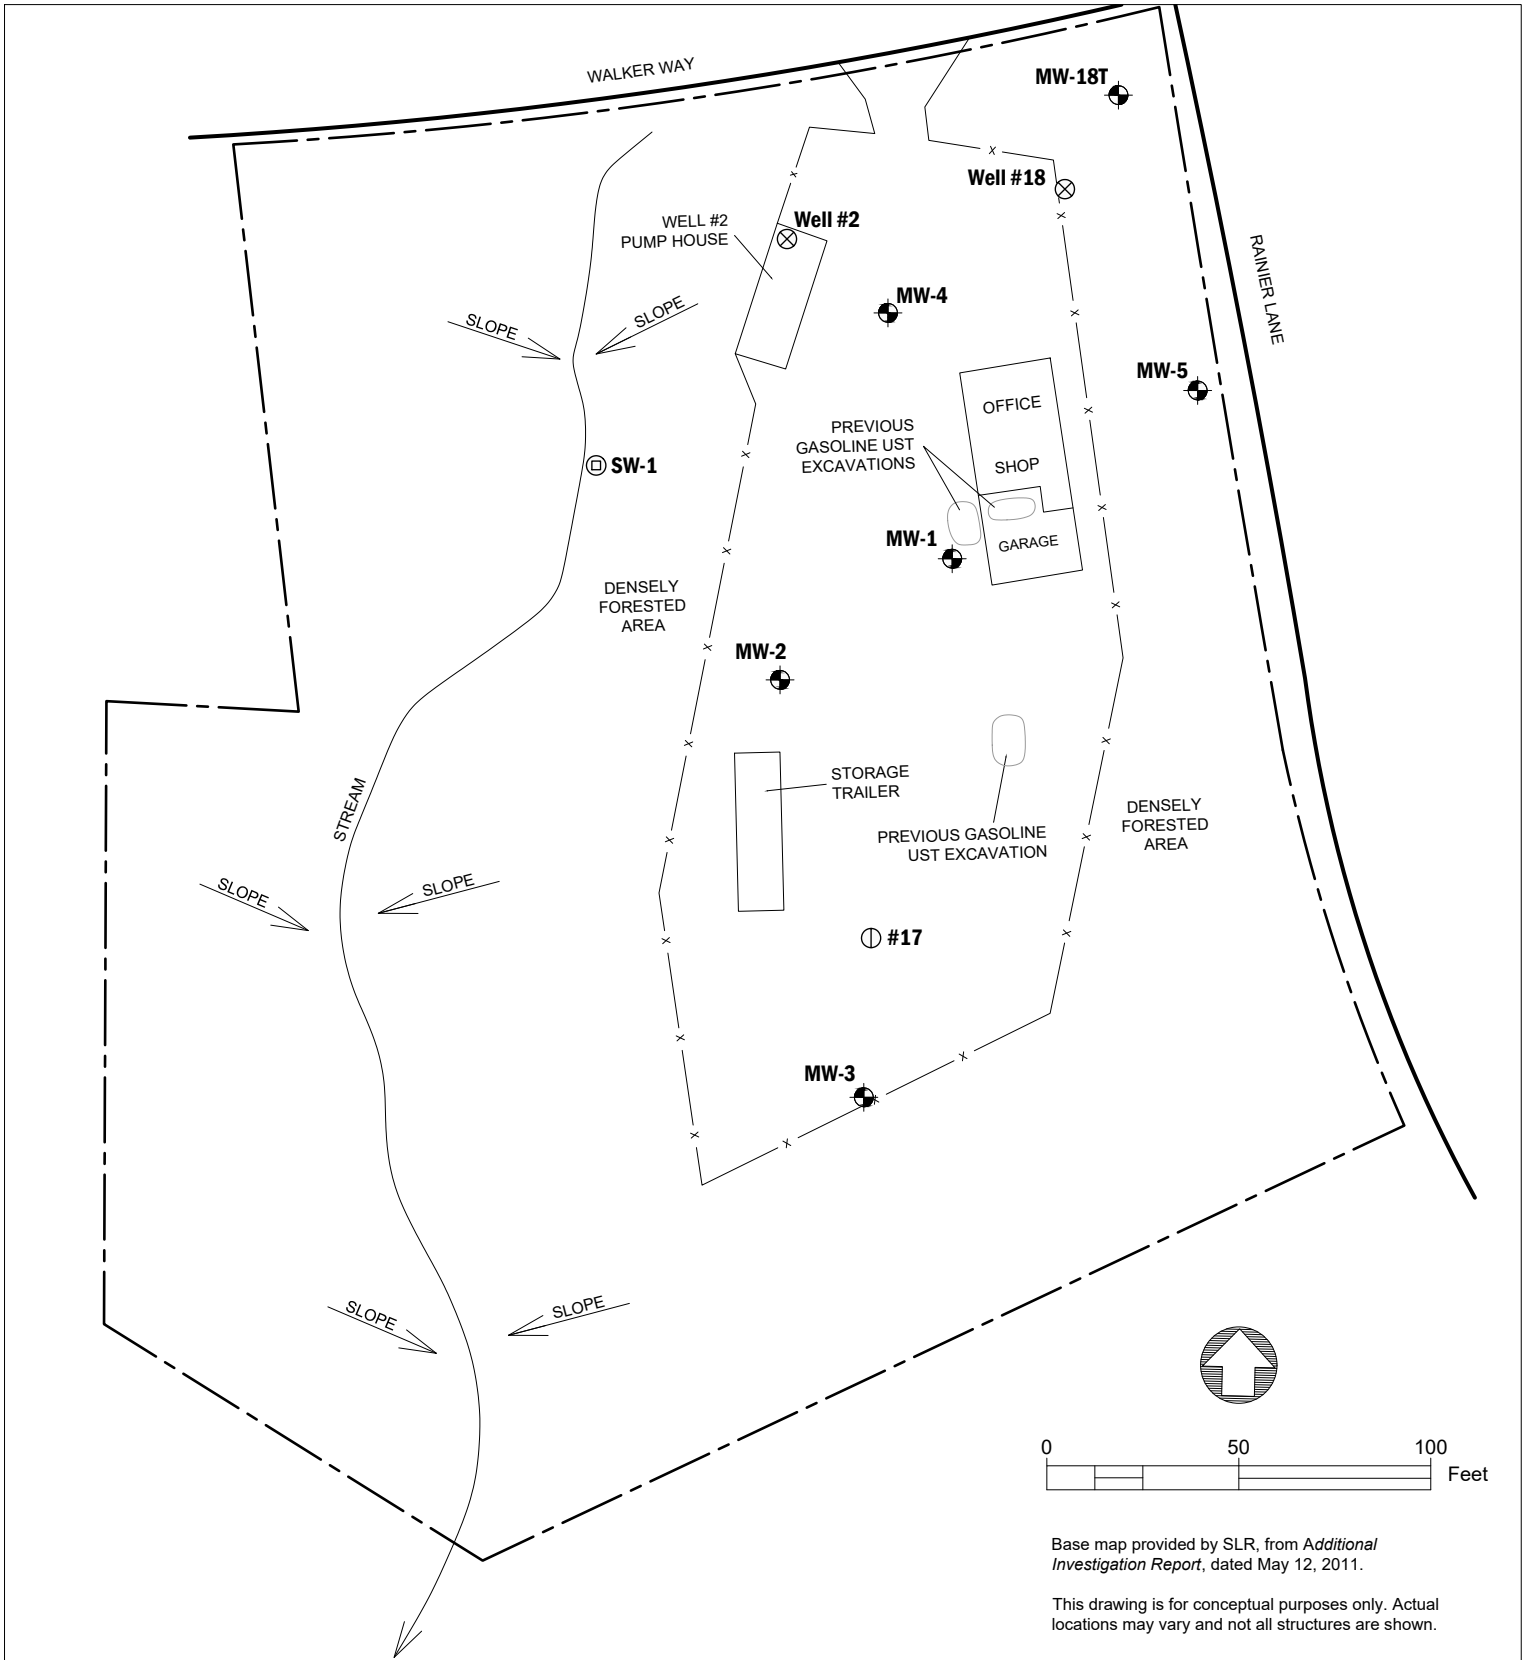 WALKER WAY
MW-18T
Well #18
WELL #2
PUMP HOUSE
Well #2
RAINIER LANE
MW-4
SLOPE
SLOPE
MW-5
OFFICE
PREVIOUS
GASOLINE UST
EXCAVATIONS
SHOP
SW-1
MW-1
GARAGE
DENSELY
FORESTED
AREA
MW-2
STORAGE
TRAILER
STREAM
PREVIOUS GASOLINE
UST EXCAVATION
DENSELY
FORESTED
AREA
SLOPE
SLOPE
#17
MW-3
SLOPE
SLOPE
0 50 100
Feet
Base map provided by SLR, from Additional
Investigation Report, dated May 12, 2011.
This drawing is for conceptual purposes only. Actual
locations may vary and not all structures are shown.